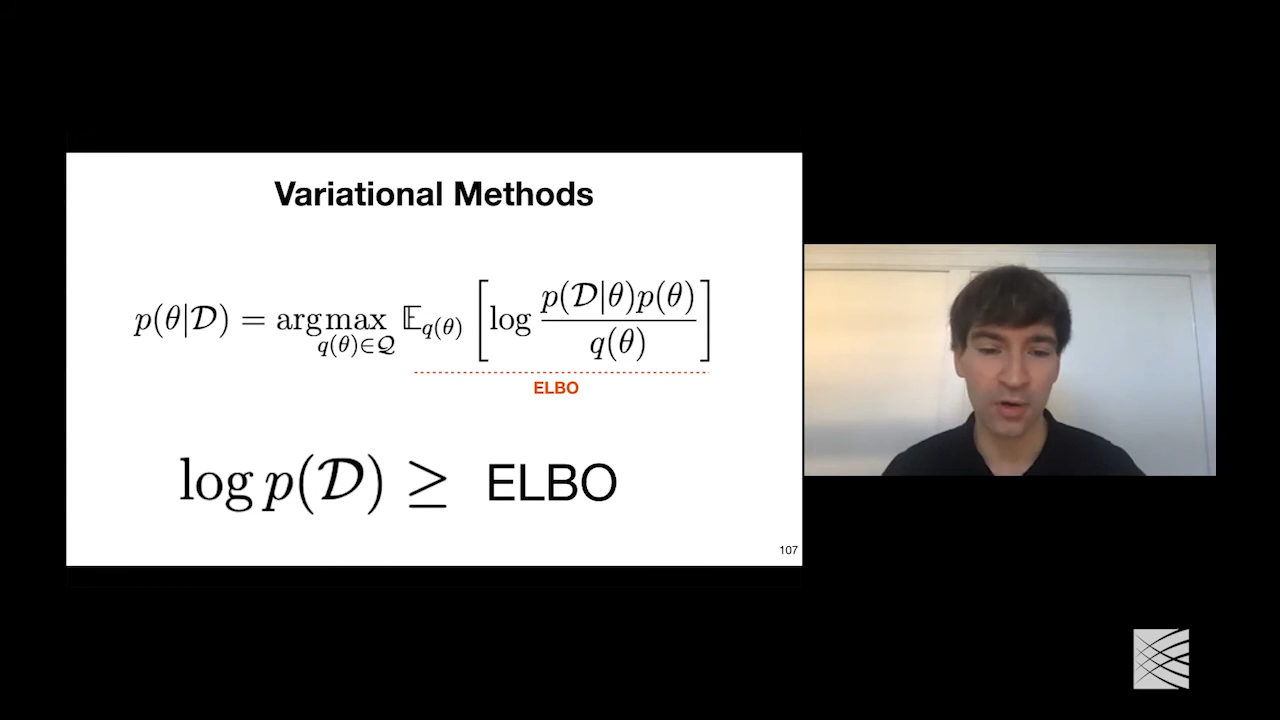 Variational Methods
p(θ|𝒟) = argmax_{q(θ)∈𝒬} 𝔼_{q(θ)} [log p(𝒟|θ)p(θ) / q(θ)]
ELBO
log p(𝒟) ≥ ELBO
107